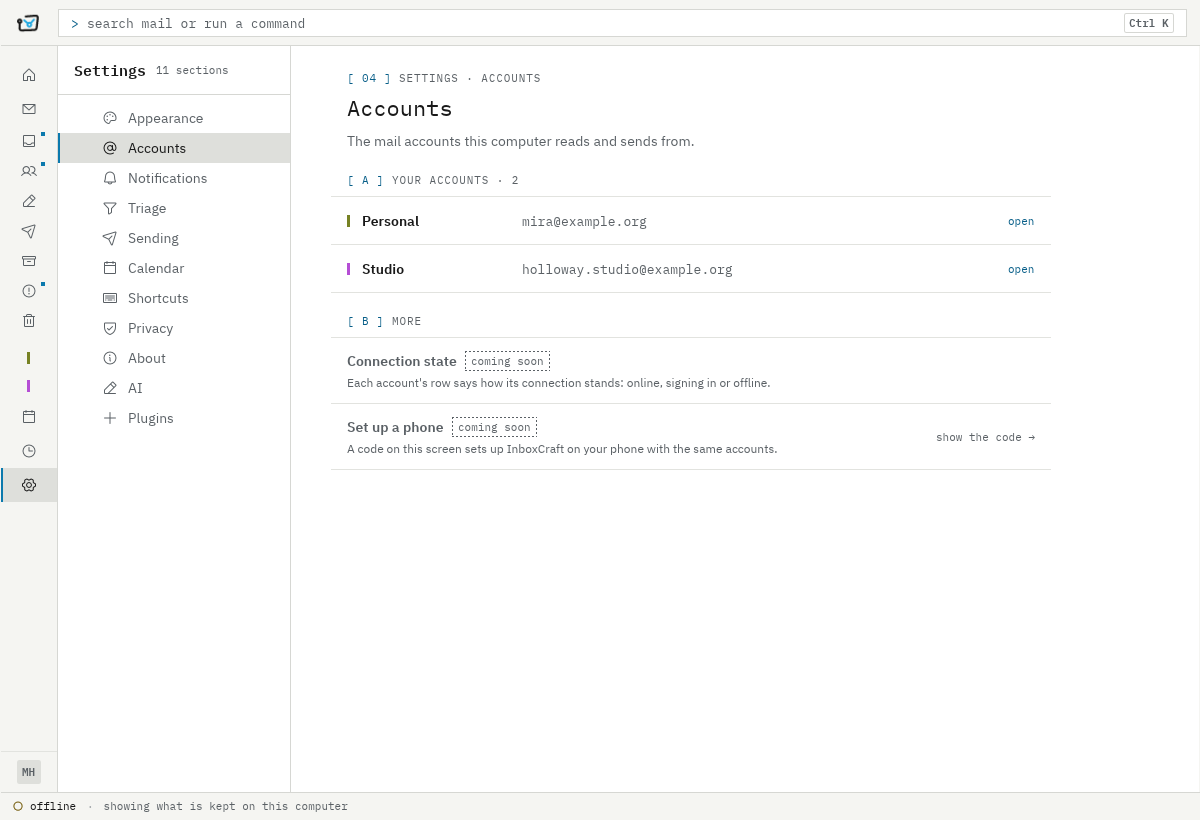 > search mail or run a command Ctrl K
Settings 11 sections
Appearance
Accounts
Notifications
Triage
Sending
Calendar
Shortcuts
Privacy
About
AI
Plugins
[ 04 ] SETTINGS · ACCOUNTS
Accounts
The mail accounts this computer reads and sends from.
[ A ] YOUR ACCOUNTS · 2
Personal mira@example.org open
Studio holloway.studio@example.org open
[ B ] MORE
Connection state coming soon
Each account's row says how its connection stands: online, signing in or offline.
Set up a phone coming soon
A code on this screen sets up InboxCraft on your phone with the same accounts.
show the code →
MH
offline · showing what is kept on this computer